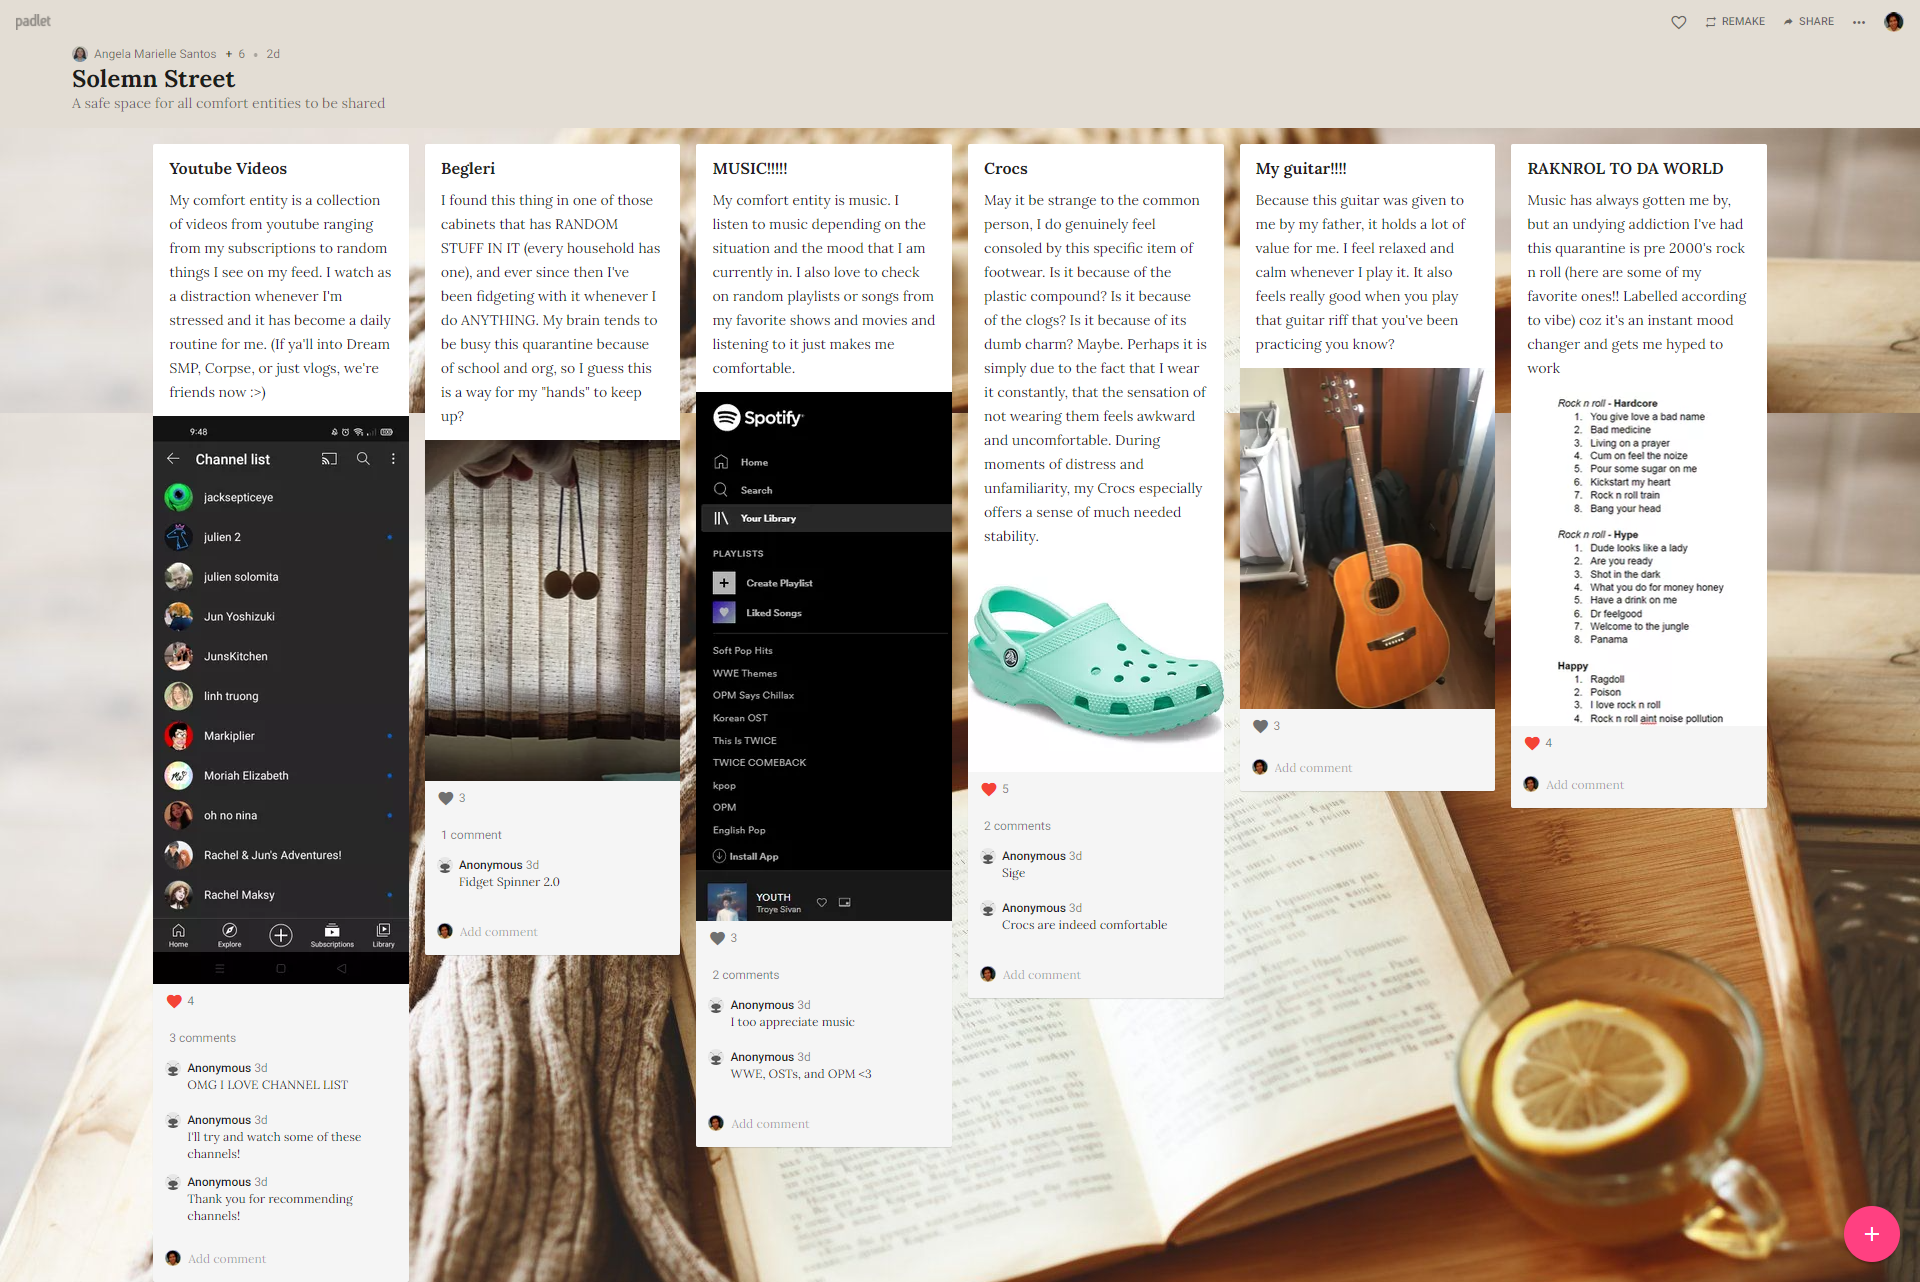 padlet
REMAKE
SHARE
Angela Marielle Santos + 6 • 2d
Solemn Street
A safe space for all comfort entities to be shared
Youtube Videos
My comfort entity is a collection
of videos from youtube ranging
from my subscriptions to random
things I see on my feed. I watch as
a distraction whenever I'm
stressed and it has become a daily
routine for me. (If ya'll into Dream
SMP, Corpse, or just vlogs, we're
friends now :>)
9:48
Channel list
jacksepticeye
julien 2
julien solomita
Jun Yoshizuki
JunsKitchen
linh truong
Markiplier
Moriah Elizabeth
oh no nina
Rachel & Jun's Adventures!
Rachel Maksy
Home
Explore
Subscriptions
Library
4
3 comments
Anonymous 3d
OMG I LOVE CHANNEL LIST
Anonymous 3d
I'll try and watch some of these
channels!
Anonymous 3d
Thank you for recommending
channels!
Add comment
Begleri
I found this thing in one of those
cabinets that has RANDOM
STUFF IN IT (every household has
one), and ever since then I've
been fidgeting with it whenever I
do ANYTHING. My brain tends to
be busy this quarantine because
of school and org, so I guess this
is a way for my "hands" to keep
up?
3
1 comment
Anonymous 3d
Fidget Spinner 2.0
Add comment
MUSIC!!!!!
My comfort entity is music. I
listen to music depending on the
situation and the mood that I am
currently in. I also love to check
on random playlists or songs from
my favorite shows and movies and
listening to it just makes me
comfortable.
Spotify
Home
Search
Your Library
PLAYLISTS
Create Playlist
Liked Songs
Soft Pop Hits
WWE Themes
OPM Says Chillax
Korean OST
This Is TWICE
TWICE COMEBACK
kpop
OPM
English Pop
Install App
YOUTH
Troye Sivan
3
2 comments
Anonymous 3d
I too appreciate music
Anonymous 3d
WWE, OSTs, and OPM <3
Add comment
Crocs
May it be strange to the common
person, I do genuinely feel
consoled by this specific item of
footwear. Is it because of the
plastic compound? Is it because
of the clogs? Is it because of its
dumb charm? Maybe. Perhaps it is
simply due to the fact that I wear
it constantly, that the sensation of
not wearing them feels awkward
and uncomfortable. During
moments of distress and
unfamiliarity, my Crocs especially
offers a sense of much needed
stability.
5
2 comments
Anonymous 3d
Sige
Anonymous 3d
Crocs are indeed comfortable
Add comment
My guitar!!!!
Because this guitar was given to
me by my father, it holds a lot of
value for me. I feel relaxed and
calm whenever I play it. It also
feels really good when you play
that guitar riff that you've been
practicing you know?
3
Add comment
RAKNROL TO DA WORLD
Music has always gotten me by,
but an undying addiction I've had
this quarantine is pre 2000's rock
n roll (here are some of my
favorite ones!! Labelled according
to vibe) coz it's an instant mood
changer and gets me hyped to
work
Rock n roll - Hardcore
1. You give love a bad name
2. Bad medicine
3. Living on a prayer
4. Cum on feel the noize
5. Pour some sugar on me
6. Kickstart my heart
7. Rock n roll train
8. Bang your head
Rock n roll - Hype
1. Dude looks like a lady
2. Are you ready
3. Shot in the dark
4. What you do for money honey
5. Have a drink on me
6. Dr feelgood
7. Welcome to the jungle
8. Panama
Happy
1. Ragdoll
2. Poison
3. I love rock n roll
4. Rock n roll aint noise pollution
4
Add comment